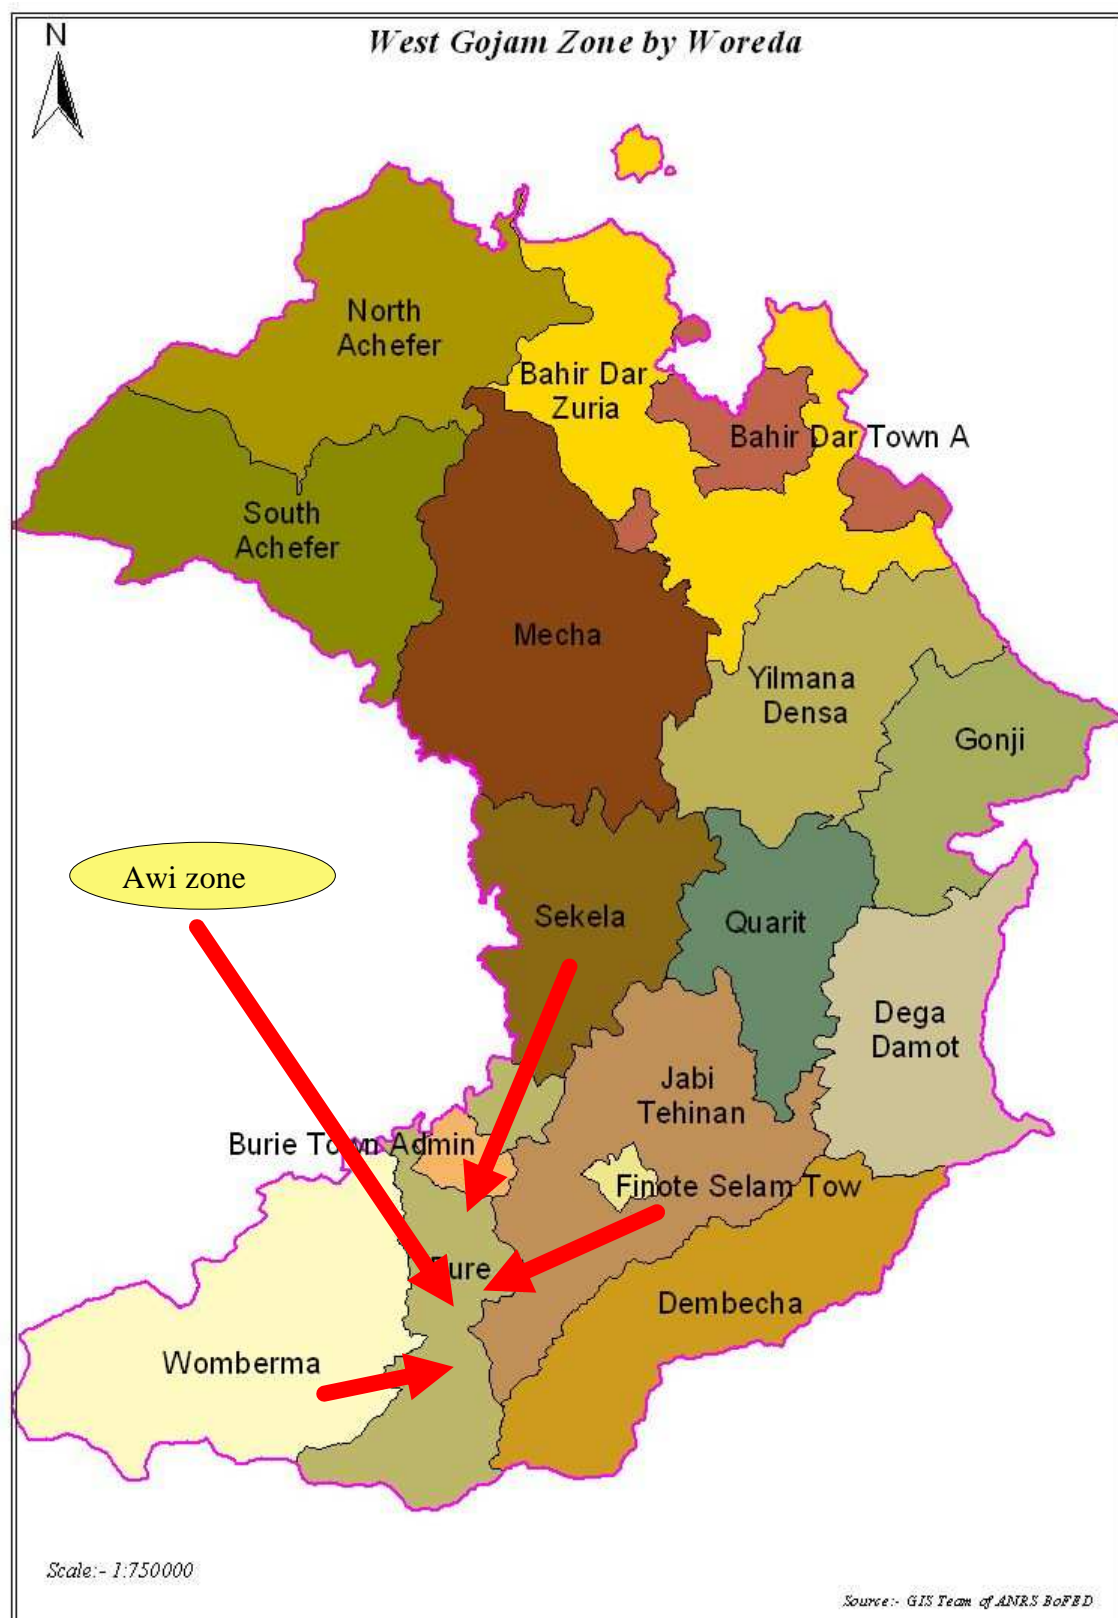 West Gojam Zone by Woreda
N
North
Achefer
Bahir Dar
Zuria
Bahir Dar Town A
South
Achefer
Mecha
Yilmana
Densa
Gonji
Awi zone
Sekela
Quarit
Dega
Damot
Jabi
Tehinan
Burie Town Admin
Finote Selam Tow
Bure
Dembecha
Womberma
Scale:- 1:750000
Source:- GIS Team of ANRS BoFED